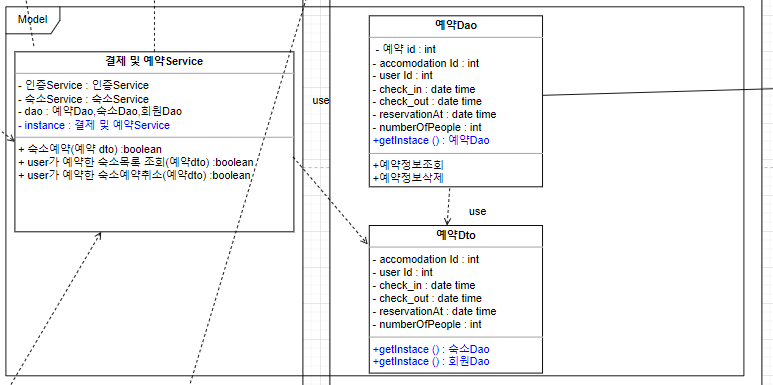 Model
결제 및 예약Service
- 인증Service : 인증Service
- 숙소Service : 숙소Service
- dao : 예약Dao,숙소Dao,회원Dao
- instance : 결제 및 예약Service
+ 숙소예약(예약 dto) :boolean
+ user가 예약한 숙소목록 조회(예약dto) :boolean
+ user가 예약한 숙소예약취소(예약dto) :boolean
use
예약Dao
- 예약 id : int
- accomodation Id : int
- user Id : int
- check_in : date time
- check_out : date time
- reservationAt : date time
- numberOfPeople : int
+getInstace () : 예약Dao
+예약정보조회
+예약정보삭제
use
예약Dto
- accomodation Id : int
- user Id : int
- check_in : date time
- check_out : date time
- reservationAt : date time
- numberOfPeople : int
+getInstace () : 숙소Dao
+getInstace () : 회원Dao